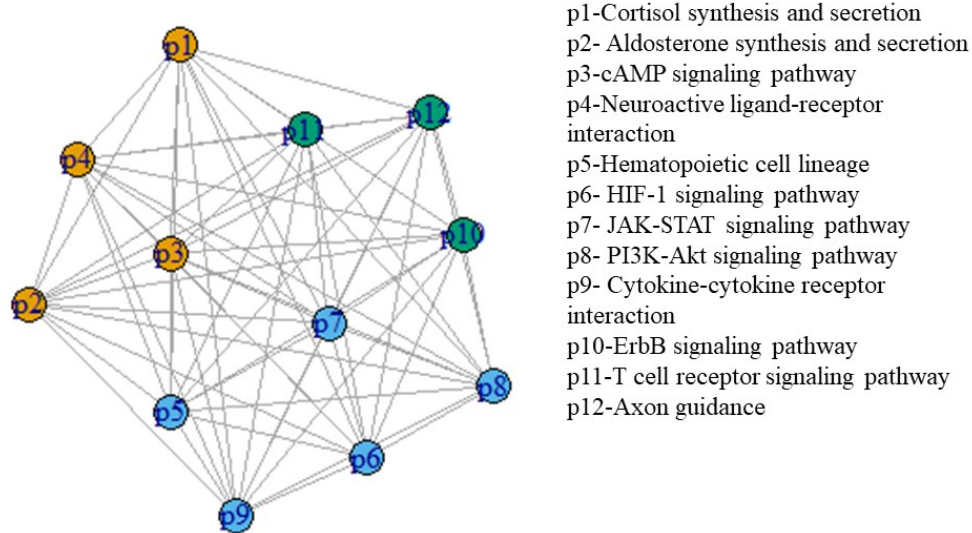 p1
p12
p11
p4
p10
p3
p2
p7
p8
p5
p6
p9
p1-Cortisol synthesis and secretion
p2- Aldosterone synthesis and secretion
p3-cAMP signaling pathway
p4-Neuroactive ligand-receptor
interaction
p5-Hematopoietic cell lineage
p6- HIF-1 signaling pathway
p7- JAK-STAT signaling pathway
p8- PI3K-Akt signaling pathway
p9- Cytokine-cytokine receptor
interaction
p10-ErbB signaling pathway
p11-T cell receptor signaling pathway
p12-Axon guidance